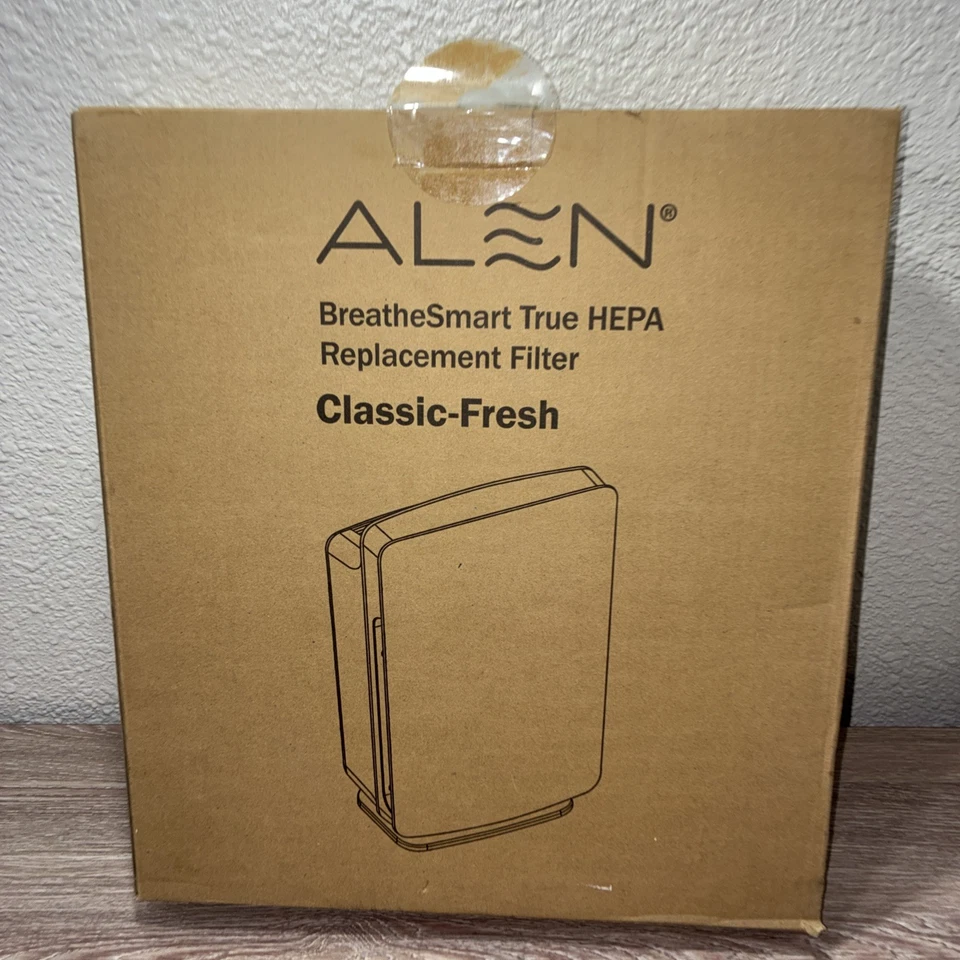 ALEN®
BreatheSmart True HEPA
Replacement Filter
Classic-Fresh